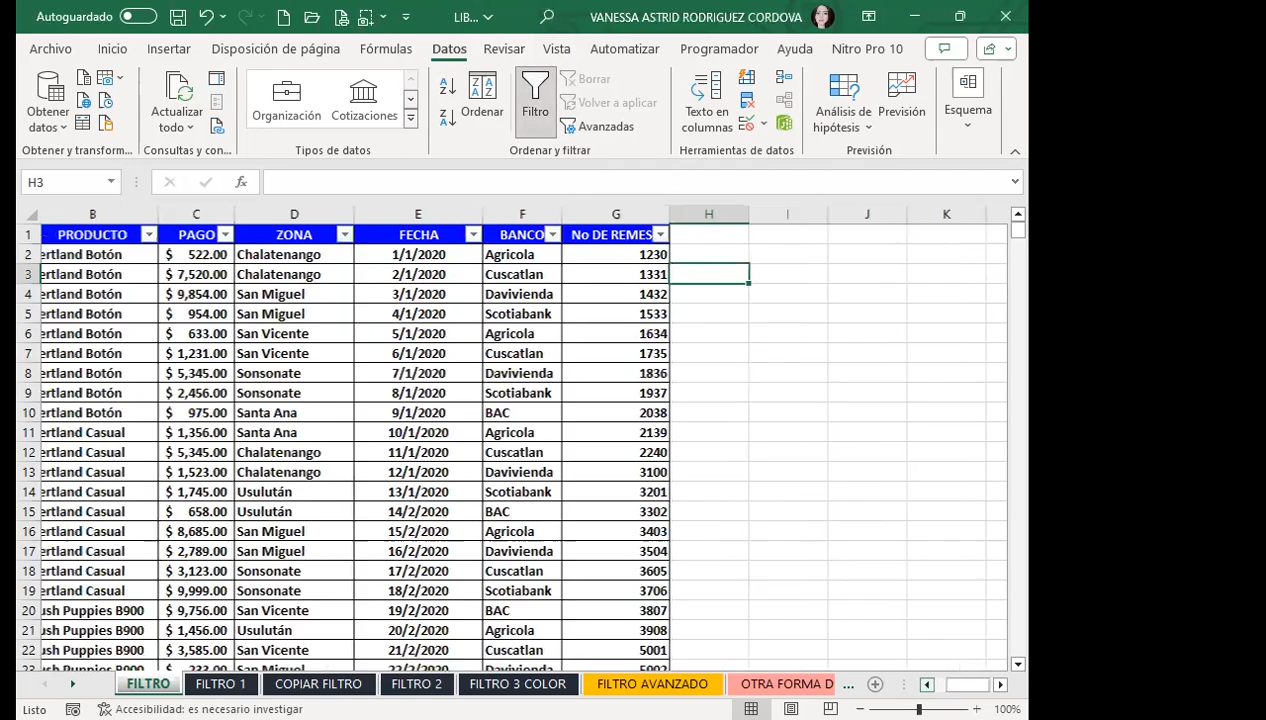 Autoguardado LIB... VANESSA ASTRID RODRIGUEZ CORDOVA
Archivo Inicio Insertar Disposición de página Fórmulas Datos Revisar Vista Automatizar Programador Ayuda Nitro Pro 10
Obtener datos
Actualizar todo
Organización Cotizaciones
Ordenar
Filtro
Borrar
Volver a aplicar
Avanzadas
Texto en columnas
Análisis de hipótesis
Previsión
Esquema
Obtener y transform... Consultas y con... Tipos de datos Ordenar y filtrar Herramientas de datos Previsión
H3
B C D E F G H I J K
1 PRODUCTO PAGO ZONA FECHA BANCO No DE REMES
2 ertland Botón $ 522.00 Chalatenango 1/1/2020 Agricola 1230
3 ertland Botón $ 7,520.00 Chalatenango 2/1/2020 Cuscatlan 1331
4 ertland Botón $ 9,854.00 San Miguel 3/1/2020 Davivienda 1432
5 ertland Botón $ 954.00 San Miguel 4/1/2020 Scotiabank 1533
6 ertland Botón $ 633.00 San Vicente 5/1/2020 Agricola 1634
7 ertland Botón $ 1,231.00 San Vicente 6/1/2020 Cuscatlan 1735
8 ertland Botón $ 5,345.00 Sonsonate 7/1/2020 Davivienda 1836
9 ertland Botón $ 2,456.00 Sonsonate 8/1/2020 Scotiabank 1937
10 ertland Botón $ 975.00 Santa Ana 9/1/2020 BAC 2038
11 ertland Casual $ 1,356.00 Santa Ana 10/1/2020 Agricola 2139
12 ertland Casual $ 5,345.00 Chalatenango 11/1/2020 Cuscatlan 2240
13 ertland Casual $ 1,523.00 Chalatenango 12/1/2020 Davivienda 3100
14 ertland Casual $ 1,745.00 Usulután 13/1/2020 Scotiabank 3201
15 ertland Casual $ 658.00 Usulután 14/2/2020 BAC 3302
16 ertland Casual $ 8,685.00 San Miguel 15/2/2020 Agricola 3403
17 ertland Casual $ 2,789.00 San Miguel 16/2/2020 Davivienda 3504
18 ertland Casual $ 3,123.00 Sonsonate 17/2/2020 Cuscatlan 3605
19 ertland Casual $ 9,999.00 Sonsonate 18/2/2020 Scotiabank 3706
20 ush Puppies B900 $ 9,756.00 San Vicente 19/2/2020 BAC 3807
21 ush Puppies B900 $ 1,456.00 Usulután 20/2/2020 Agricola 3908
22 ush Puppies B900 $ 3,585.00 San Vicente 21/2/2020 Cuscatlan 5001
23 ush Puppies B900 $ 233.00 San Miguel 22/2/2020 Davivienda 5002
FILTRO FILTRO 1 COPIAR FILTRO FILTRO 2 FILTRO 3 COLOR FILTRO AVANZADO OTRA FORMA D ...
Listo Accesibilidad: es necesario investigar 100%